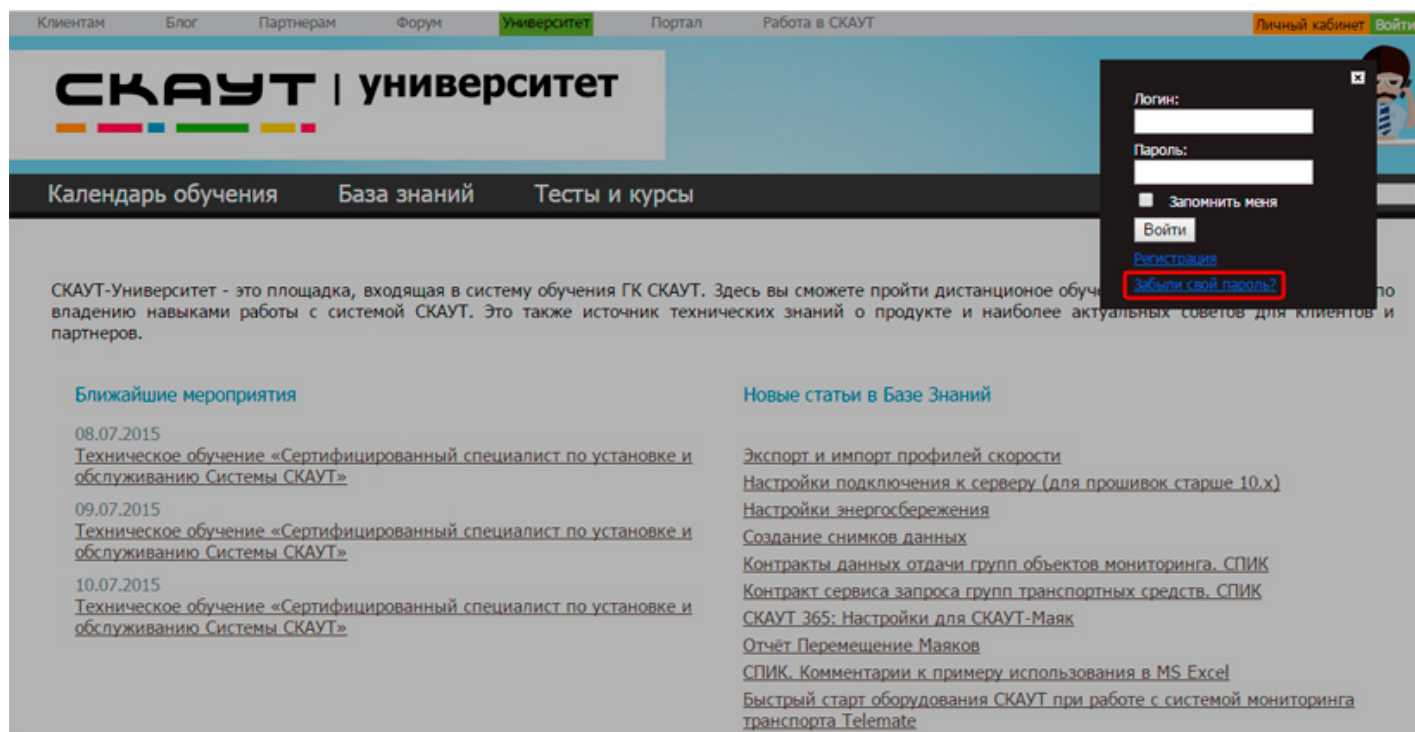 Клиентам Блог Партнерам Форум Университет Портал Работа в СКАУТ Личный кабинет Войти
СКАУТ | университет
Логин:
Пароль:
Запомнить меня
Войти
Регистрация
Забыли свой пароль?
Календарь обучения База знаний Тесты и курсы
СКАУТ-Университет - это площадка, входящая в систему обучения ГК СКАУТ. Здесь вы сможете пройти дистанционое обуч по
владению навыками работы с системой СКАУТ. Это также источник технических знаний о продукте и наиболее актуальных советов для клиентов и
партнеров.
Ближайшие мероприятия
08.07.2015
Техническое обучение «Сертифицированный специалист по установке и
обслуживанию Системы СКАУТ»
09.07.2015
Техническое обучение «Сертифицированный специалист по установке и
обслуживанию Системы СКАУТ»
10.07.2015
Техническое обучение «Сертифицированный специалист по установке и
обслуживанию Системы СКАУТ»
Новые статьи в Базе Знаний
Экспорт и импорт профилей скорости
Настройки подключения к серверу (для прошивок старше 10.x)
Настройки энергосбережения
Создание снимков данных
Контракты данных отдачи групп объектов мониторинга. СПИК
Контракт сервиса запроса групп транспортных средств. СПИК
СКАУТ 365: Настройки для СКАУТ-Маяк
Отчёт Перемещение Маяков
СПИК. Комментарии к примеру использования в MS Excel
Быстрый старт оборудования СКАУТ при работе с системой мониторинга
транспорта Telemate